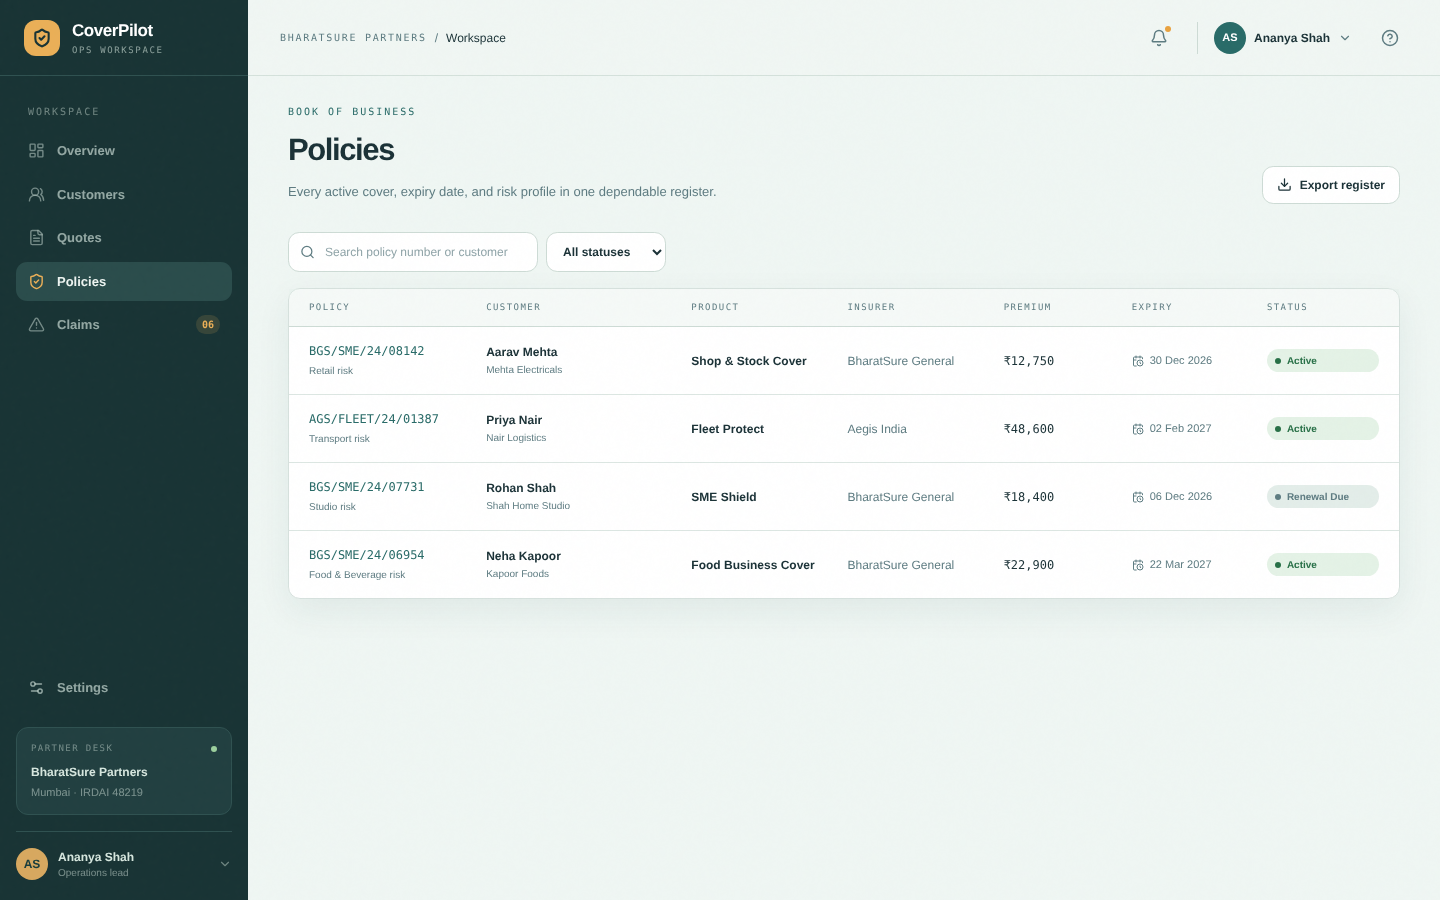 CoverPilot
OPS WORKSPACE
WORKSPACE
Overview
Customers
Quotes
Policies
Claims 06
Settings
PARTNER DESK
BharatSure Partners
Mumbai · IRDAI 48219
AS
Ananya Shah
Operations lead
BHARATSURE PARTNERS / Workspace
AS Ananya Shah
BOOK OF BUSINESS
Policies
Every active cover, expiry date, and risk profile in one dependable register.
Export register
Search policy number or customer
All statuses
POLICY CUSTOMER PRODUCT INSURER PREMIUM EXPIRY STATUS
BGS/SME/24/08142 Aarav Mehta Shop & Stock Cover BharatSure General ₹12,750 30 Dec 2026 Active
Retail risk Mehta Electricals
AGS/FLEET/24/01387 Priya Nair Fleet Protect Aegis India ₹48,600 02 Feb 2027 Active
Transport risk Nair Logistics
BGS/SME/24/07731 Rohan Shah SME Shield BharatSure General ₹18,400 06 Dec 2026 Renewal Due
Studio risk Shah Home Studio
BGS/SME/24/06954 Neha Kapoor Food Business Cover BharatSure General ₹22,900 22 Mar 2027 Active
Food & Beverage risk Kapoor Foods